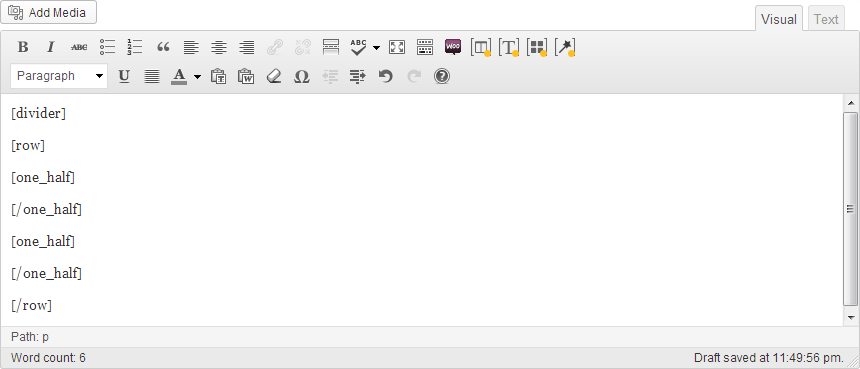 Add Media
Visual Text
B I ABC ABC Woo T
Paragraph U A T W Ω ?
[divider]
[row]
[one_half]
[/one_half]
[one_half]
[/one_half]
[/row]
Path: p
Word count: 6 Draft saved at 11:49:56 pm.